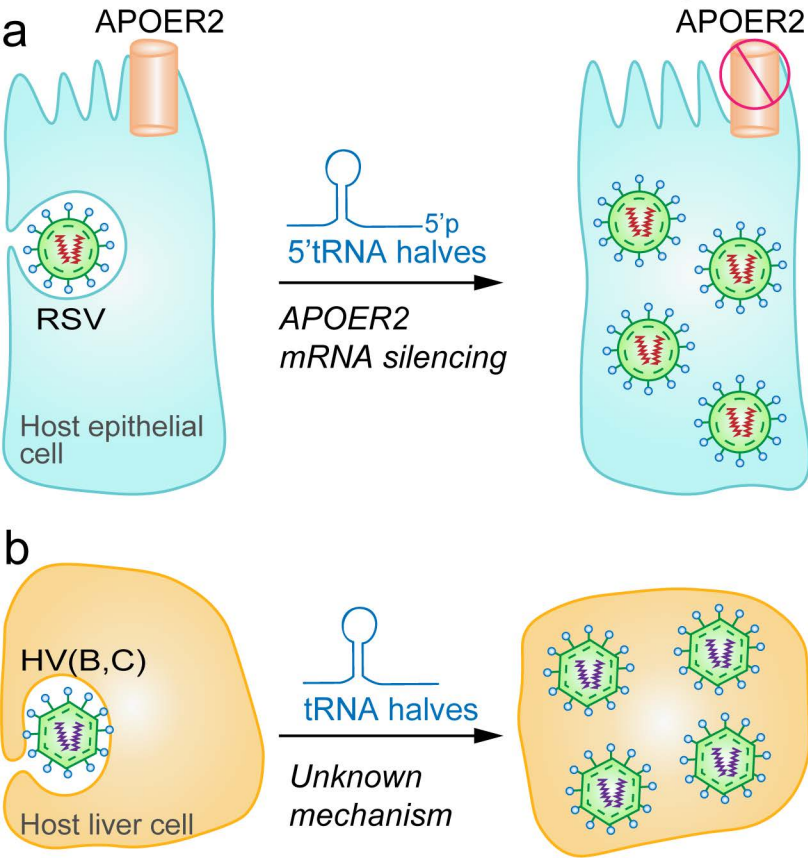 a
APOER2
APOER2
5'p
5'tRNA halves
APOER2
mRNA silencing
RSV
Host epithelial
cell
b
HV(B,C)
tRNA halves
Unknown
mechanism
Host liver cell